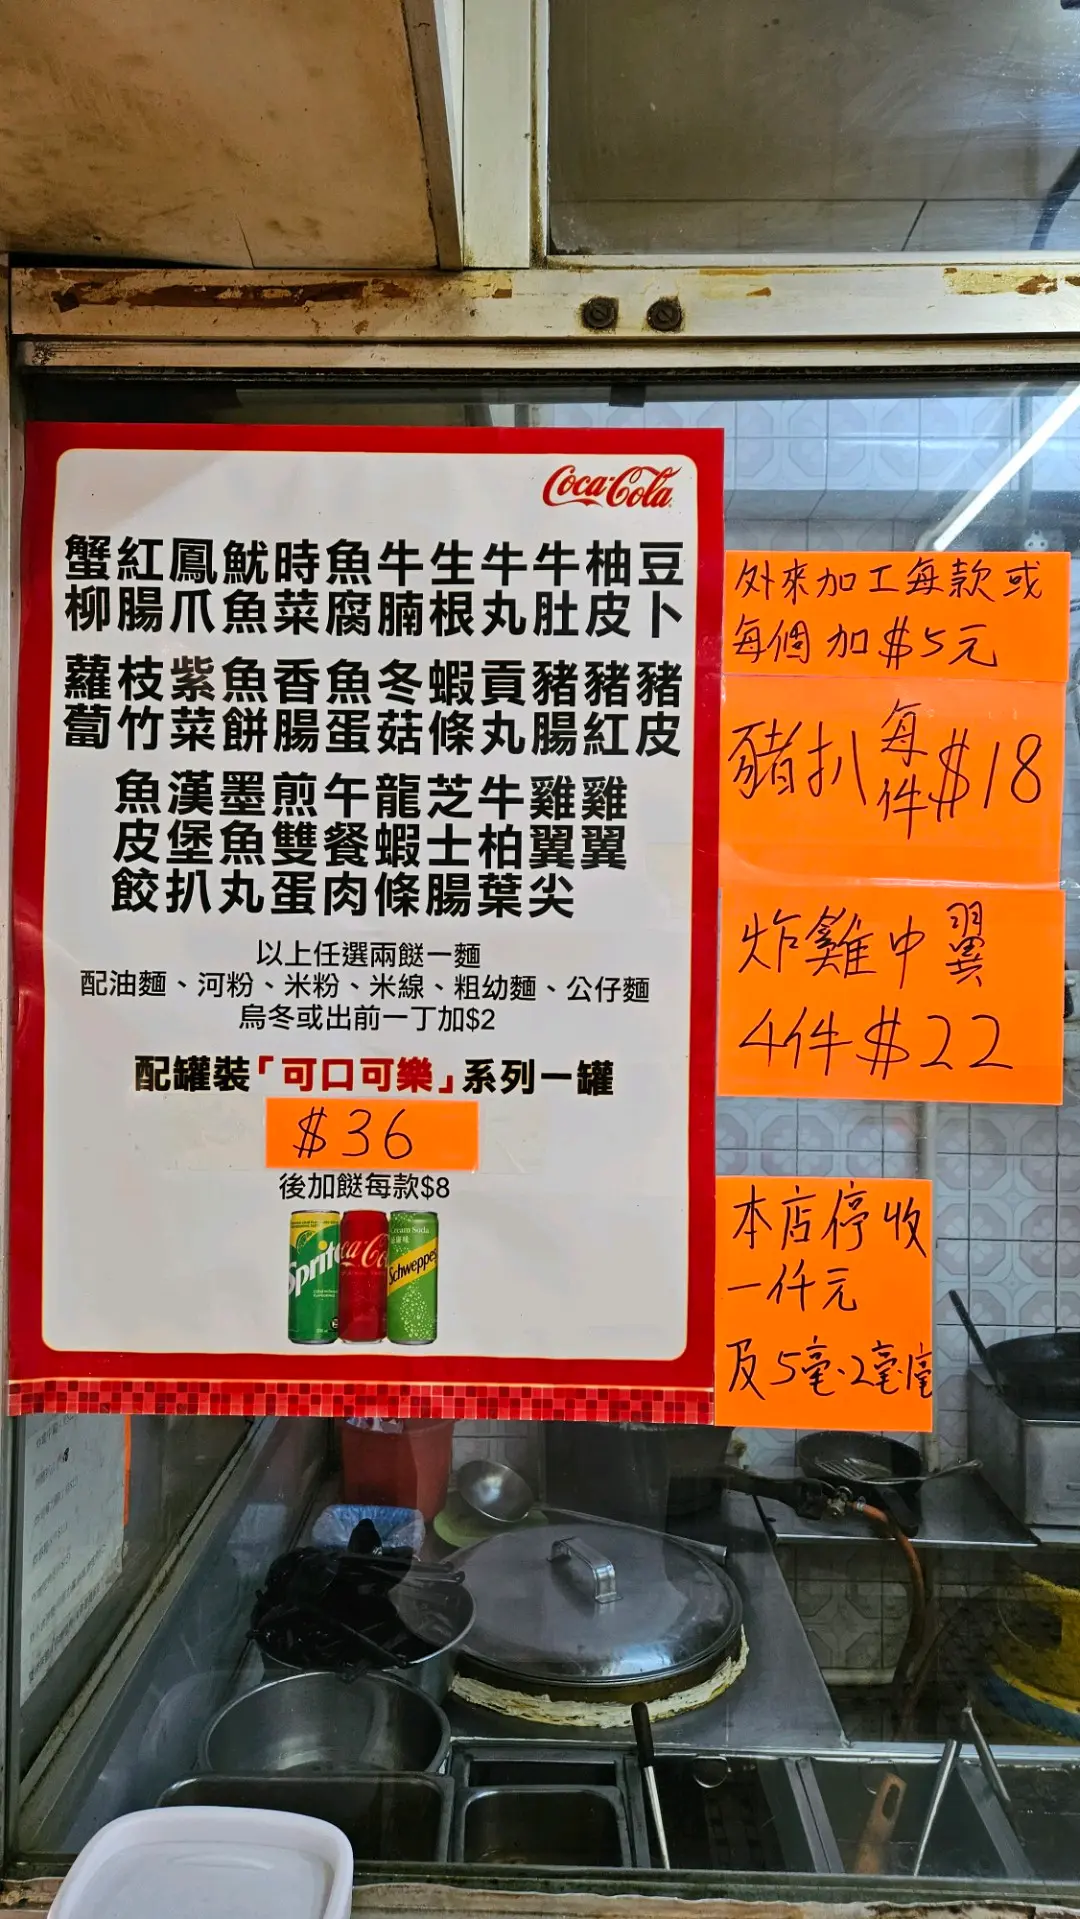 Coca-Cola
蟹柳 紅腸 鳳爪 魷魚 時菜 魚腐 牛腩 生根 牛丸 牛肚 柚皮 豆卜
蘿蔔 枝竹 紫菜 魚餅 香腸 魚蛋 冬菇 蝦條 貢丸 豬腸 豬紅 豬皮
魚皮餃 漢堡扒 墨魚丸 煎雙蛋 午餐肉 龍蝦條 芝士腸 牛柏葉 雞翼尖 雞翼
以上任選兩餸一麵
配油麵、河粉、米粉、米線、粗幼麵、公仔麵
烏冬或出前一丁加$2
配罐裝「可口可樂」系列一罐
$36
後加餸每款$8
Sprite
Coca-Co
Cream Soda
Schweppes
外來加工每款或
每個加$5元
豬扒每件$18
炸雞中翼
4件$22
本店停收
一仟元
及5毫.2毫.1毫